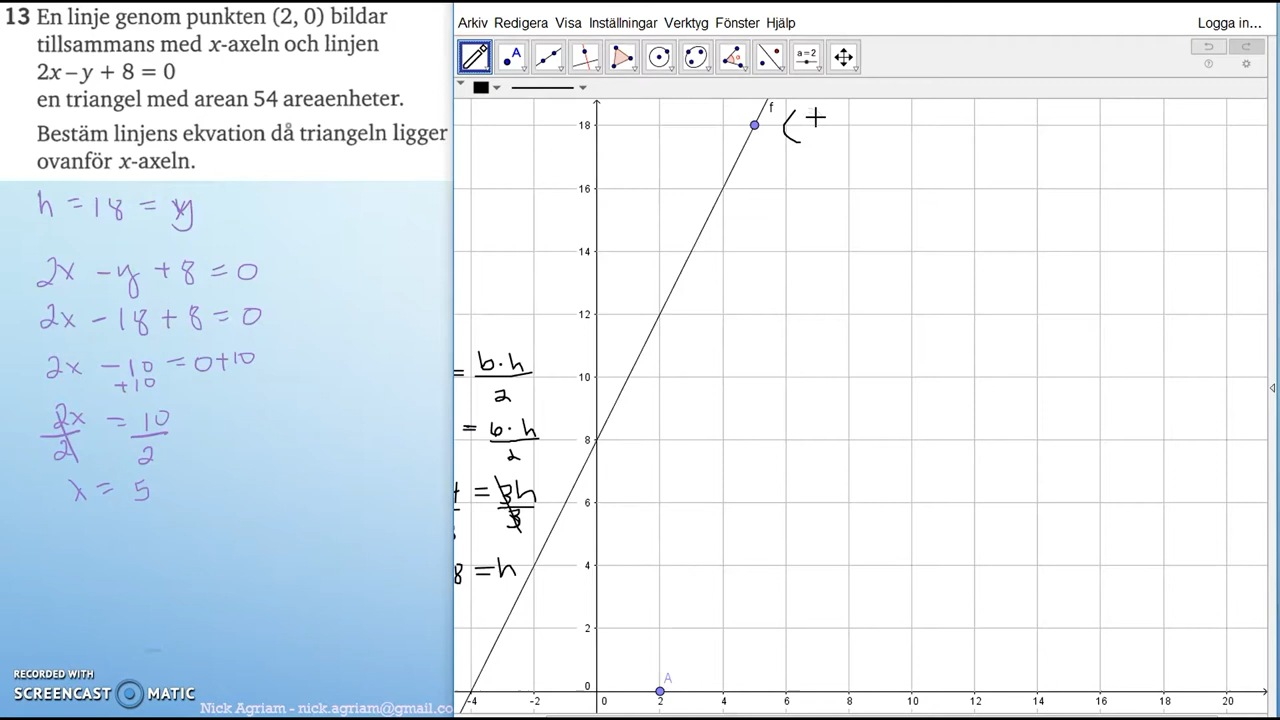 13 En linje genom punkten (2, 0) bildar
tillsammans med x-axeln och linjen
2x – y + 8 = 0
en triangel med arean 54 areaenheter.
Bestäm linjens ekvation då triangeln ligger
ovanför x-axeln.
h = 18 = y
2x - y + 8 = 0
2x - 18 + 8 = 0
2x - 10 = 0 + 10
+10
2x = 10
2 2
x = 5
RECORDED WITH
SCREENCAST MATIC
Nick Agriam - nick.agriam@gmail.co
Arkiv Redigera Visa Inställningar Verktyg Fönster Hjälp
Logga in...
A
a=2
f
( +
18
16
14
12
10
8
6
4
2
0
= b·h
2
= 6·h
2
= 3h
3
8 = h
A
-4 -2 0 2 4 6 8 10 12 14 16 18 20